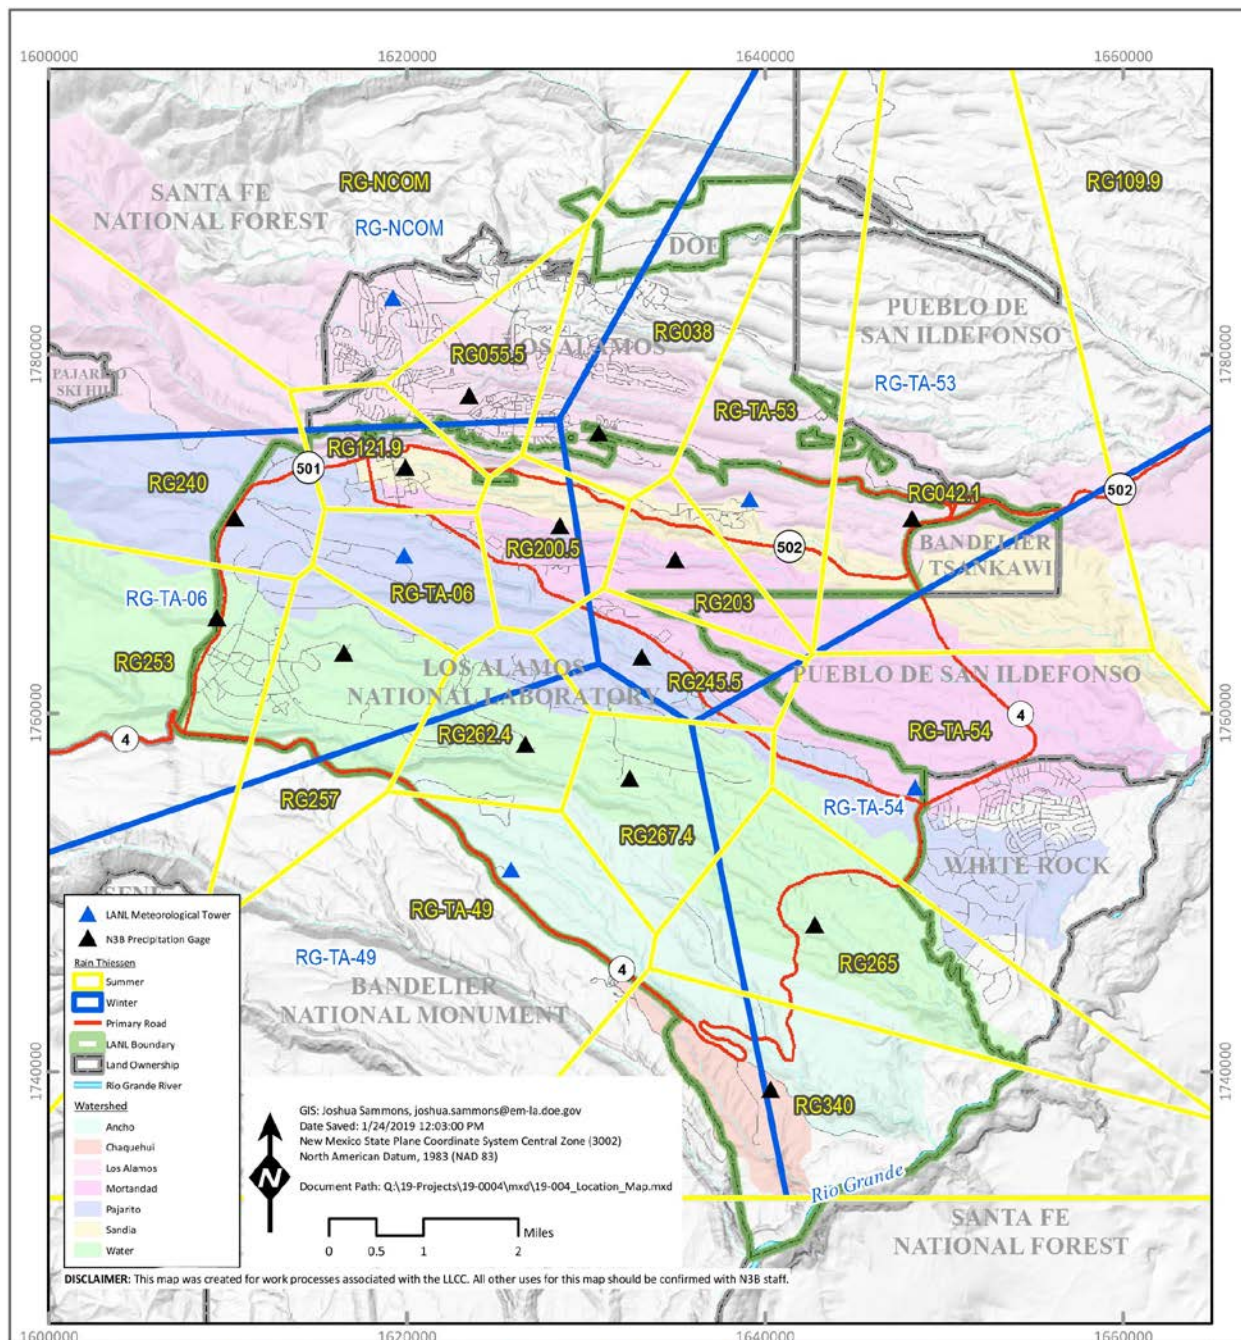 1600000 1620000 1640000 1660000
RG-NCOM
RG109.9
SANTA FE
NATIONAL FOREST
RG-NCOM
DOE
PUEBLO DE
SAN ILDEFONSO
1780000
1780000
RG038
LOS ALAMOS
RG055.5
PAJARITO
SKI HILL
RG-TA-53
RG-TA-53
RG121.9
501
RG240
RG042.1
502
RG200.5
502
BANDELIER
/ TSANKAWI
RG-TA-06
RG-TA-06
RG203
RG253
LOS ALAMOS
NATIONAL LABORATORY
RG245.5
PUEBLO DE SAN ILDEFONSO
1760000
1760000
4
4
RG262.4
RG-TA-54
RG257
RG-TA-54
RG267.4
WHITE ROCK
RG-TA-49
RG-TA-49
4
RG265
BANDELIER
NATIONAL MONUMENT
1740000
1740000
RG340
Rio Grande
SANTA FE
NATIONAL FOREST
LANL Meteorological Tower
N3B Precipitation Gage
Rain Thiessen
Summer
Winter
Primary Road
LANL Boundary
Land Ownership
Rio Grande River
Watershed
Ancho
Chaquehui
Los Alamos
Mortandad
Pajarito
Sandia
Water
N
GIS: Joshua Sammons, joshua.sammons@em-la.doe.gov
Date Saved: 1/24/2019 12:03:00 PM
New Mexico State Plane Coordinate System Central Zone (3002)
North American Datum, 1983 (NAD 83)
Document Path: Q:\19-Projects\19-0004\mxd\19-004_Location_Map.mxd
Miles
0 0.5 1 2
DISCLAIMER: This map was created for work processes associated with the LLCC. All other uses for this map should be confirmed with N3B staff.
1600000 1620000 1640000 1660000